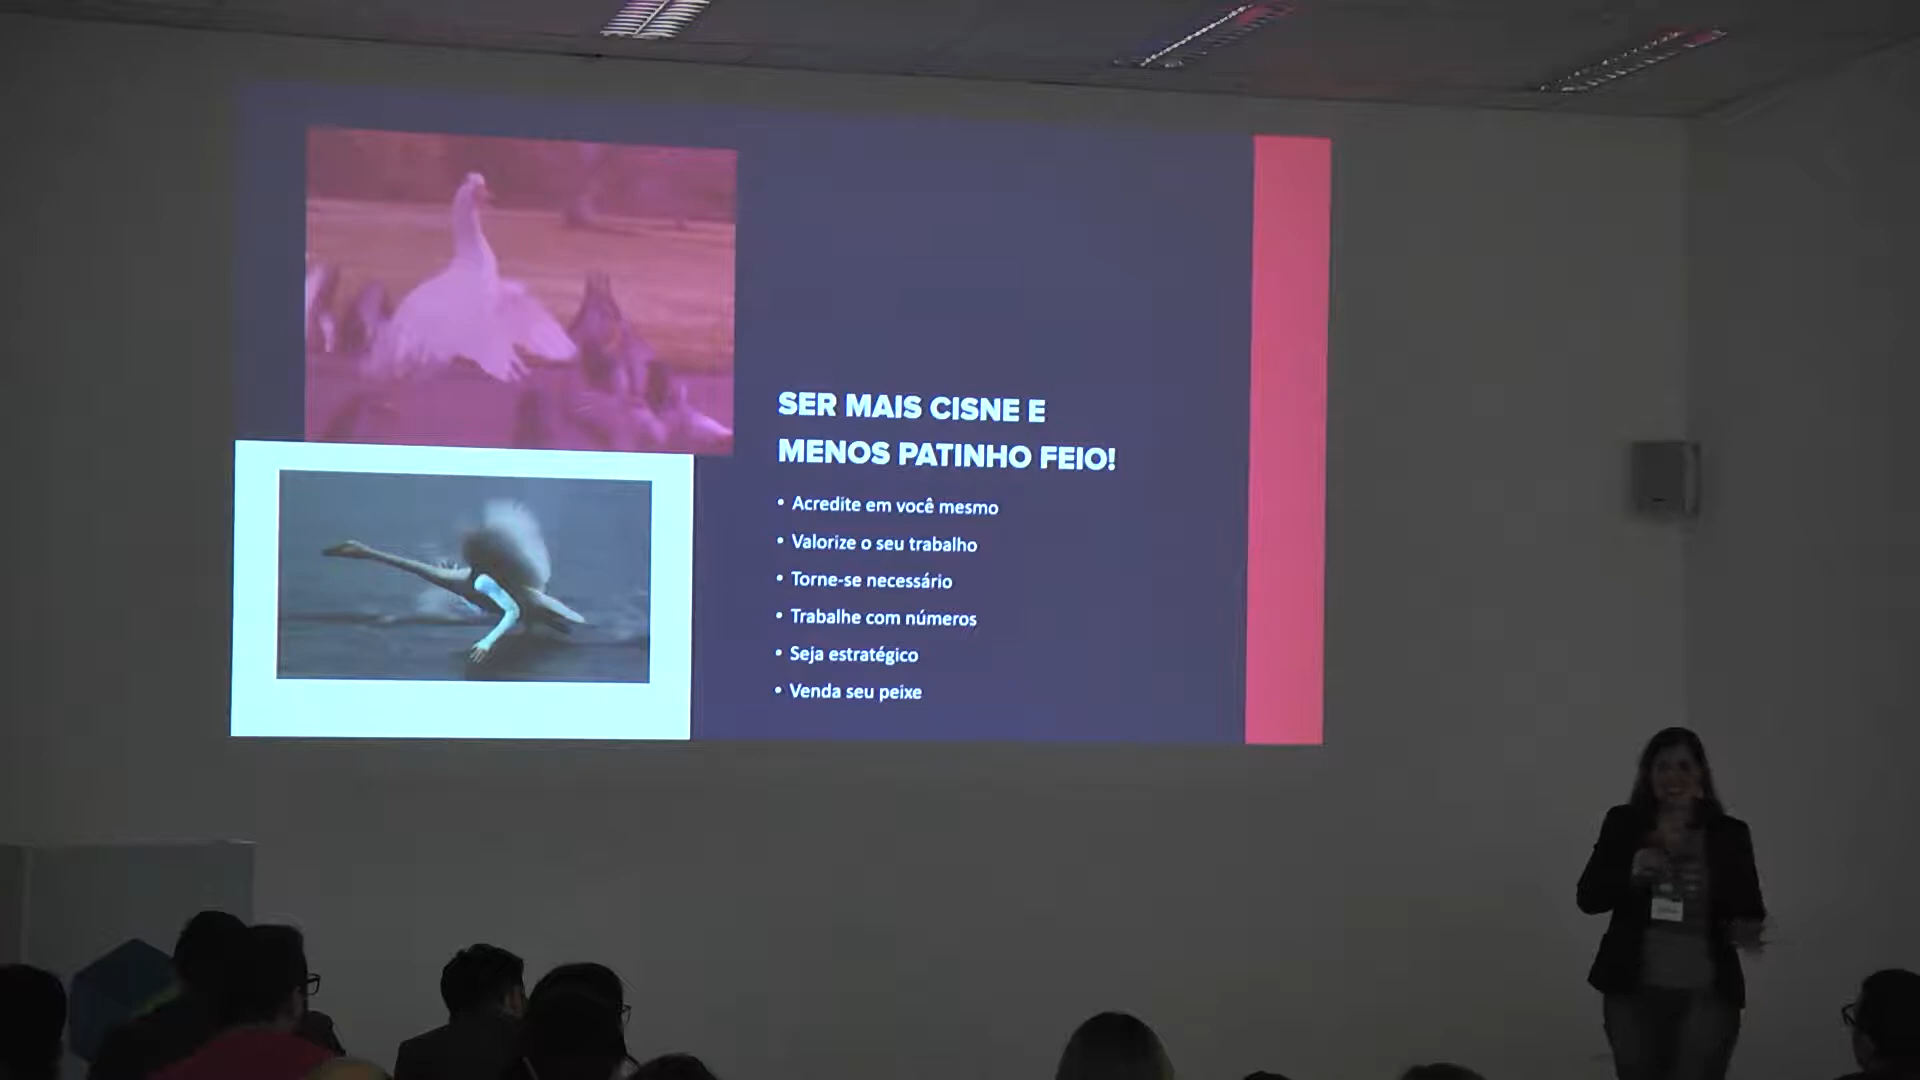 SER MAIS CISNE E
MENOS PATINHO FEIO!
• Acredite em você mesmo
• Valorize o seu trabalho
• Torne-se necessário
• Trabalhe com números
• Seja estratégico
• Venda seu peixe